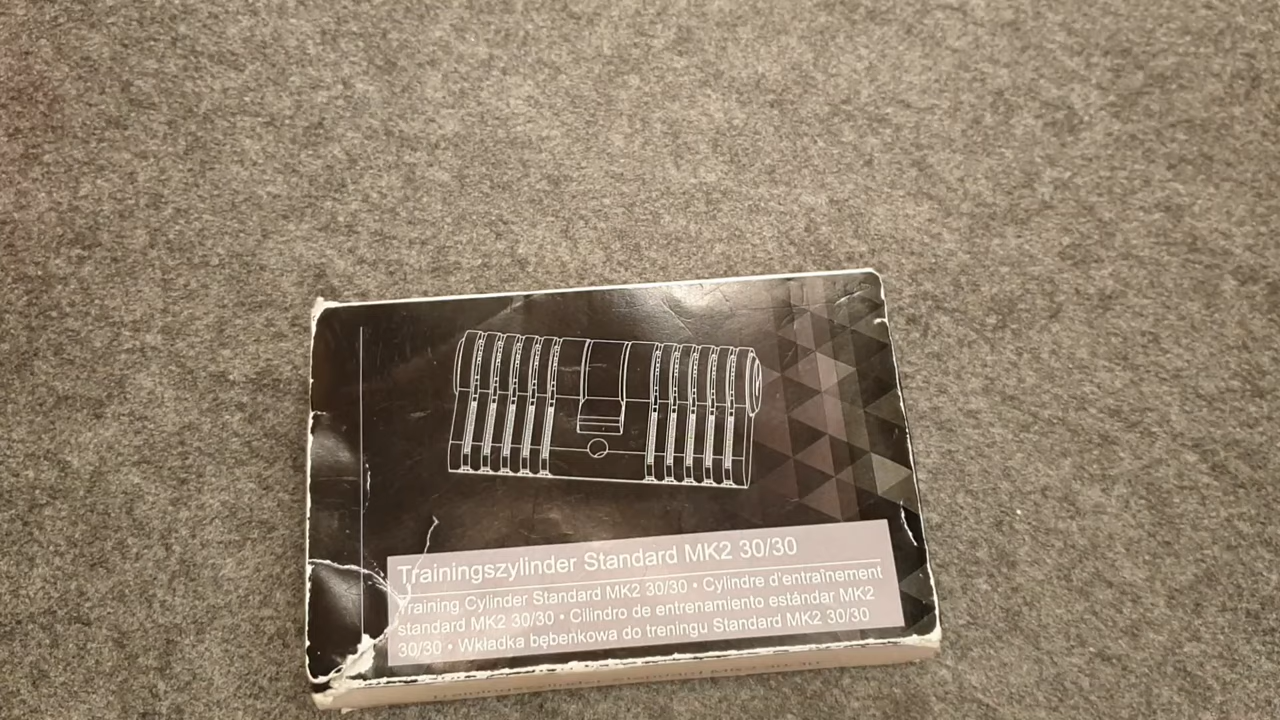 Trainingszylinder Standard MK2 30/30
Training Cylinder Standard MK2 30/30 • Cylindre d'entraînement
standard MK2 30/30 • Cilindro de entrenamiento estándar MK2
30/30 • Wkładka bębenkowa do treningu Standard MK2 30/30